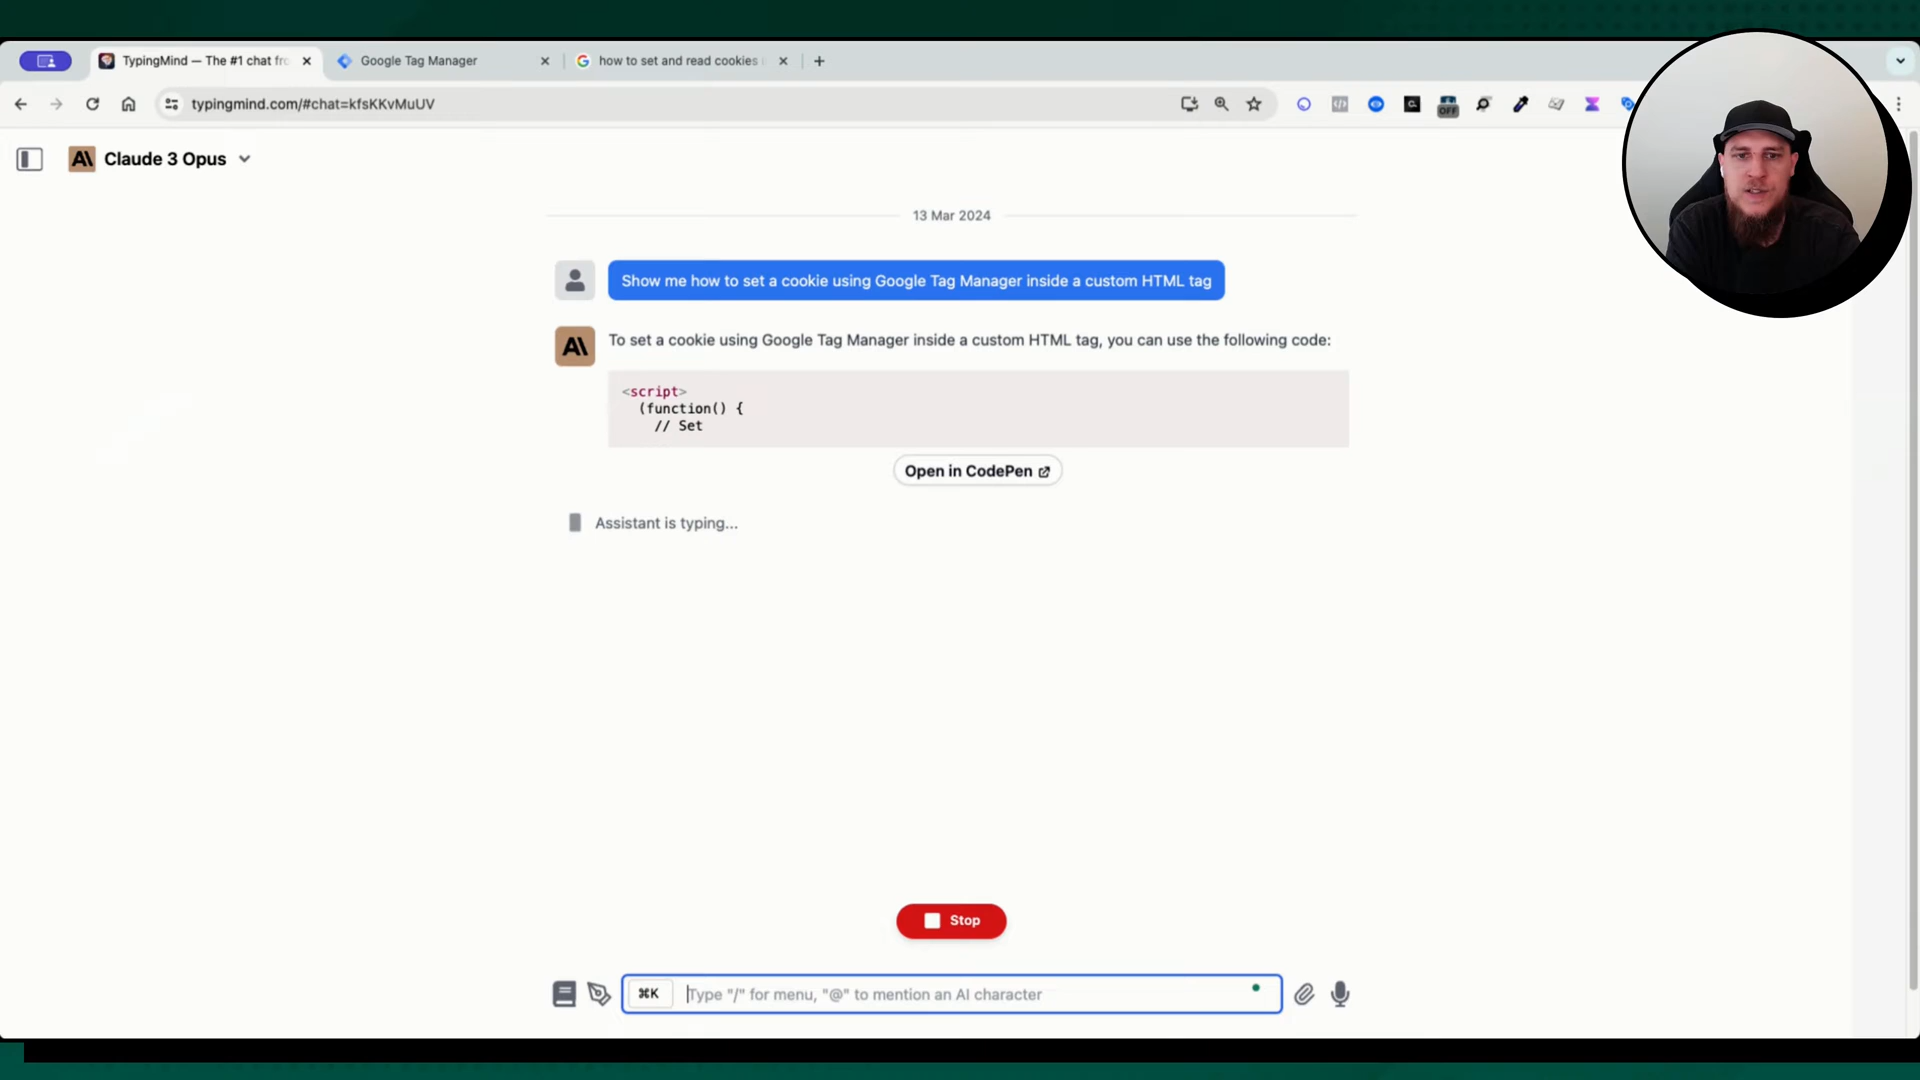 TypingMind — The #1 chat fro
Google Tag Manager
how to set and read cookies
typingmind.com/#chat=kfsKKvMuUV
OFF
Claude 3 Opus
13 Mar 2024
Show me how to set a cookie using Google Tag Manager inside a custom HTML tag
To set a cookie using Google Tag Manager inside a custom HTML tag, you can use the following code:
<script>
(function() {
// Set
Open in CodePen
Assistant is typing...
Stop
⌘K Type "/" for menu, "@" to mention an AI character